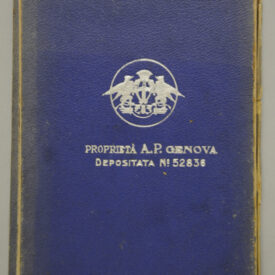 PROPRIETÀ A.P. GENOVA
DEPOSITATA N° 52836